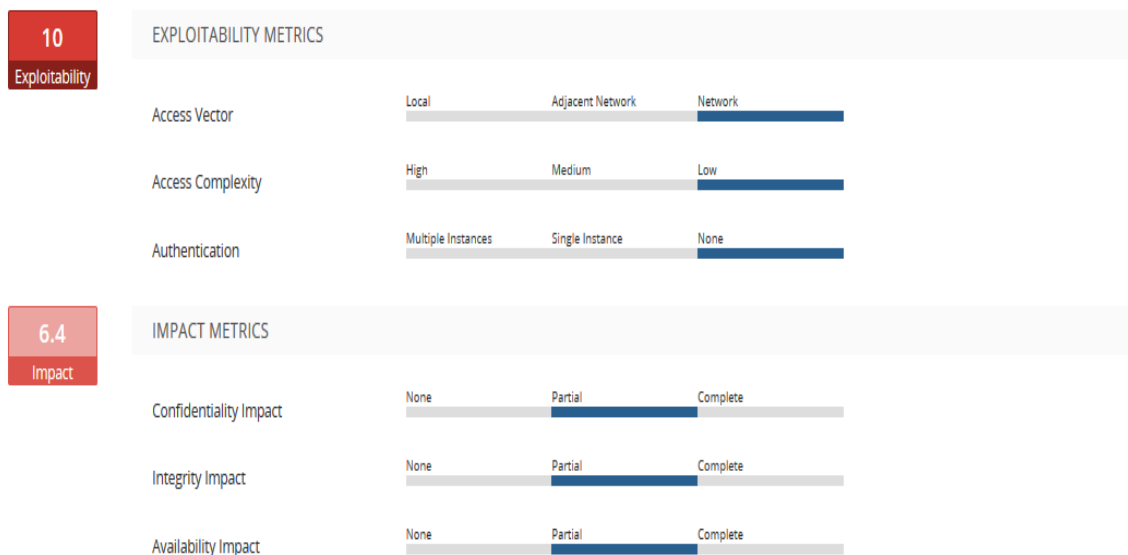 10
Exploitability
EXPLOITABILITY METRICS
Access Vector
Local Adjacent Network Network
Access Complexity
High Medium Low
Authentication
Multiple Instances Single Instance None
6.4
Impact
IMPACT METRICS
Confidentiality Impact
None Partial Complete
Integrity Impact
None Partial Complete
Availability Impact
None Partial Complete